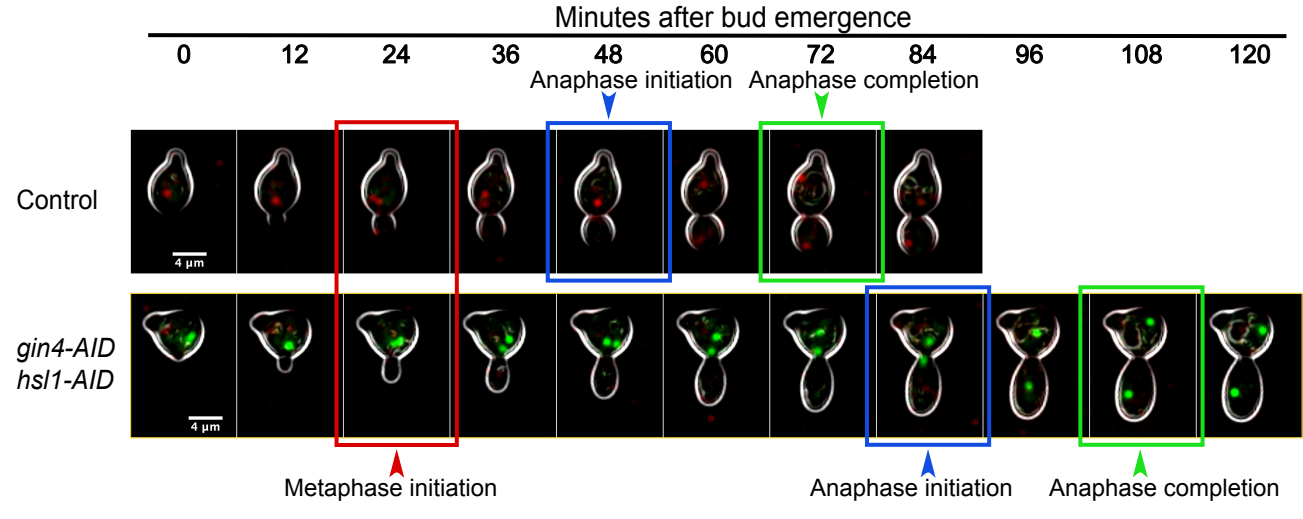 Minutes after bud emergence
0 12 24 36 48 60 72 84 96 108 120
Anaphase initiation Anaphase completion
Control
4 µm
gin4-AID
hsl1-AID
4 µm
Metaphase initiation Anaphase initiation Anaphase completion